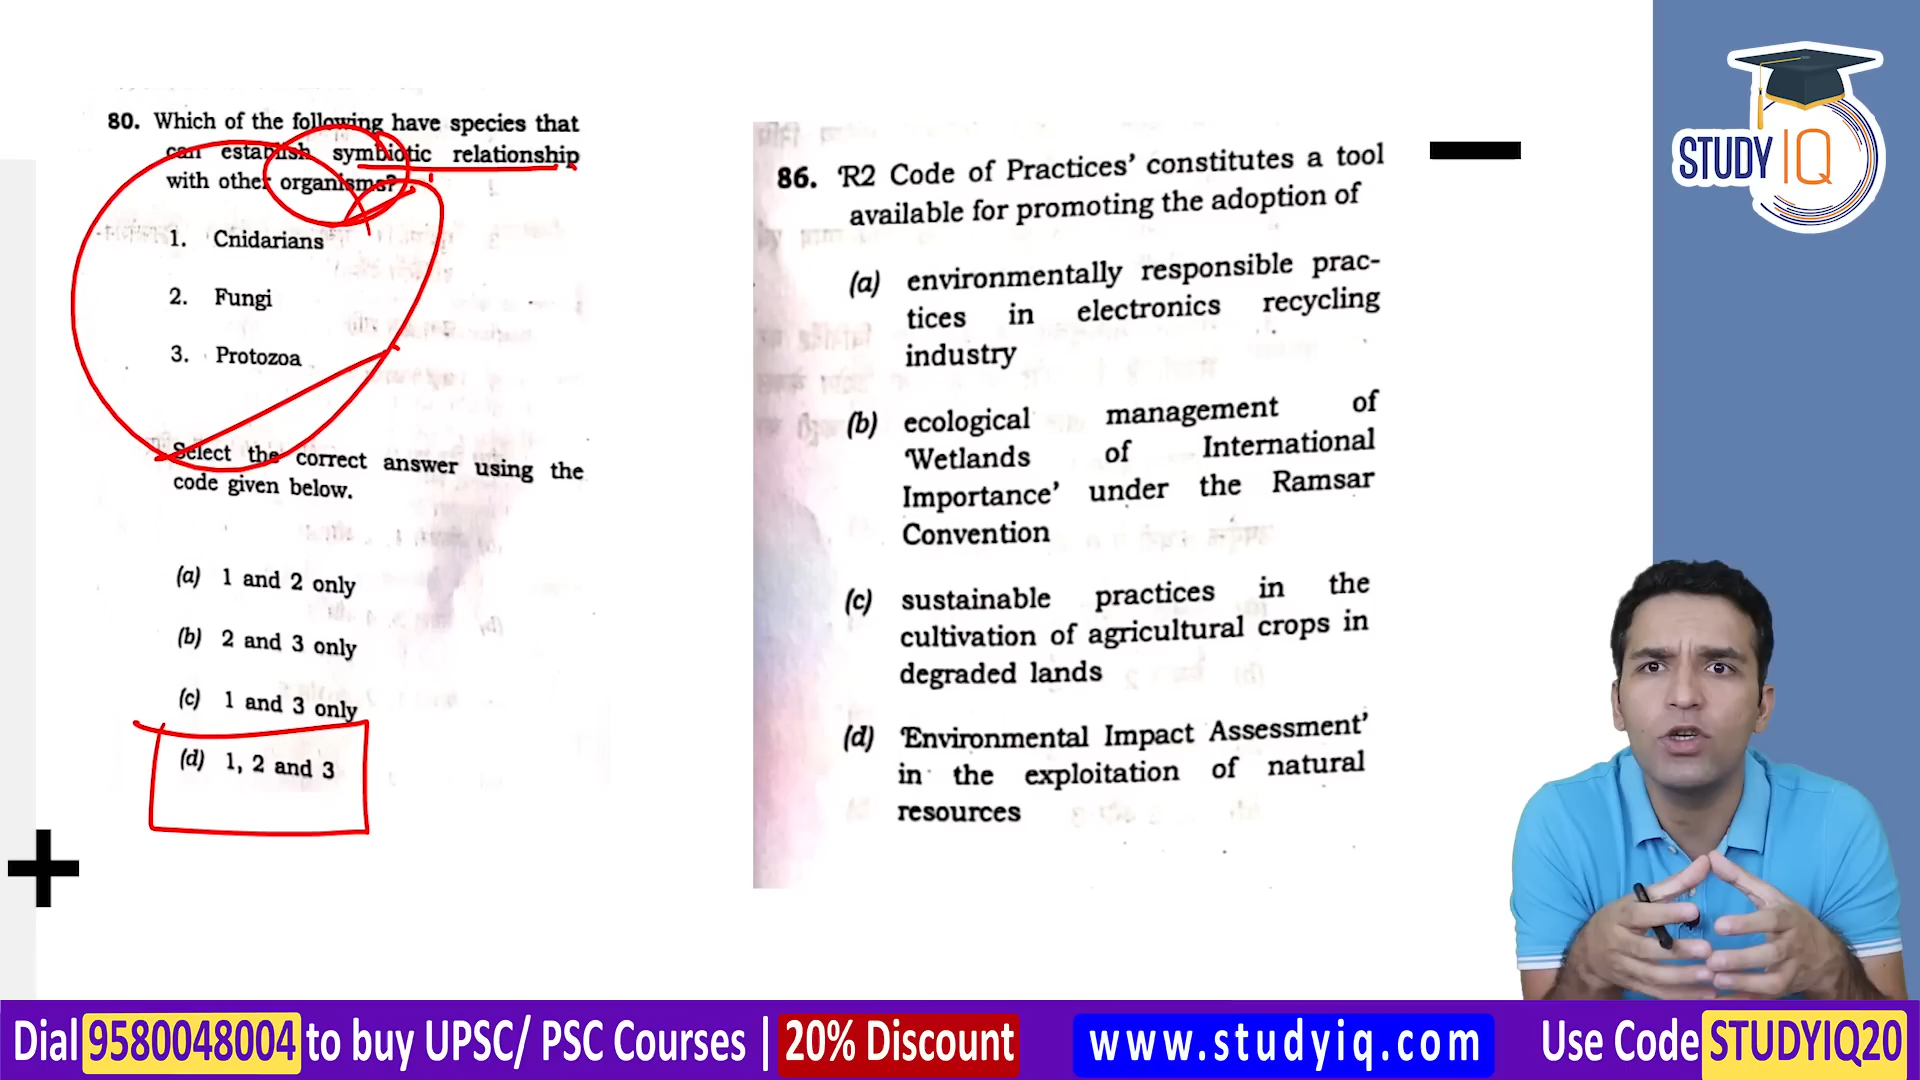 80. Which of the following have species that
can establish symbiotic relationship
with other organisms?
1. Cnidarians
2. Fungi
3. Protozoa
Select the correct answer using the
code given below.
(a) 1 and 2 only
(b) 2 and 3 only
(c) 1 and 3 only
(d) 1, 2 and 3
86. 'R2 Code of Practices' constitutes a tool
available for promoting the adoption of
(a) environmentally responsible prac-
tices in electronics recycling
industry
(b) ecological management of
'Wetlands of International
Importance' under the Ramsar
Convention
(c) sustainable practices in the
cultivation of agricultural crops in
degraded lands
(d) 'Environmental Impact Assessment'
in the exploitation of natural
resources
STUDY IQ
Dial 9580048004 to buy UPSC/ PSC Courses | 20% Discount www.studyiq.com Use Code STUDYIQ20